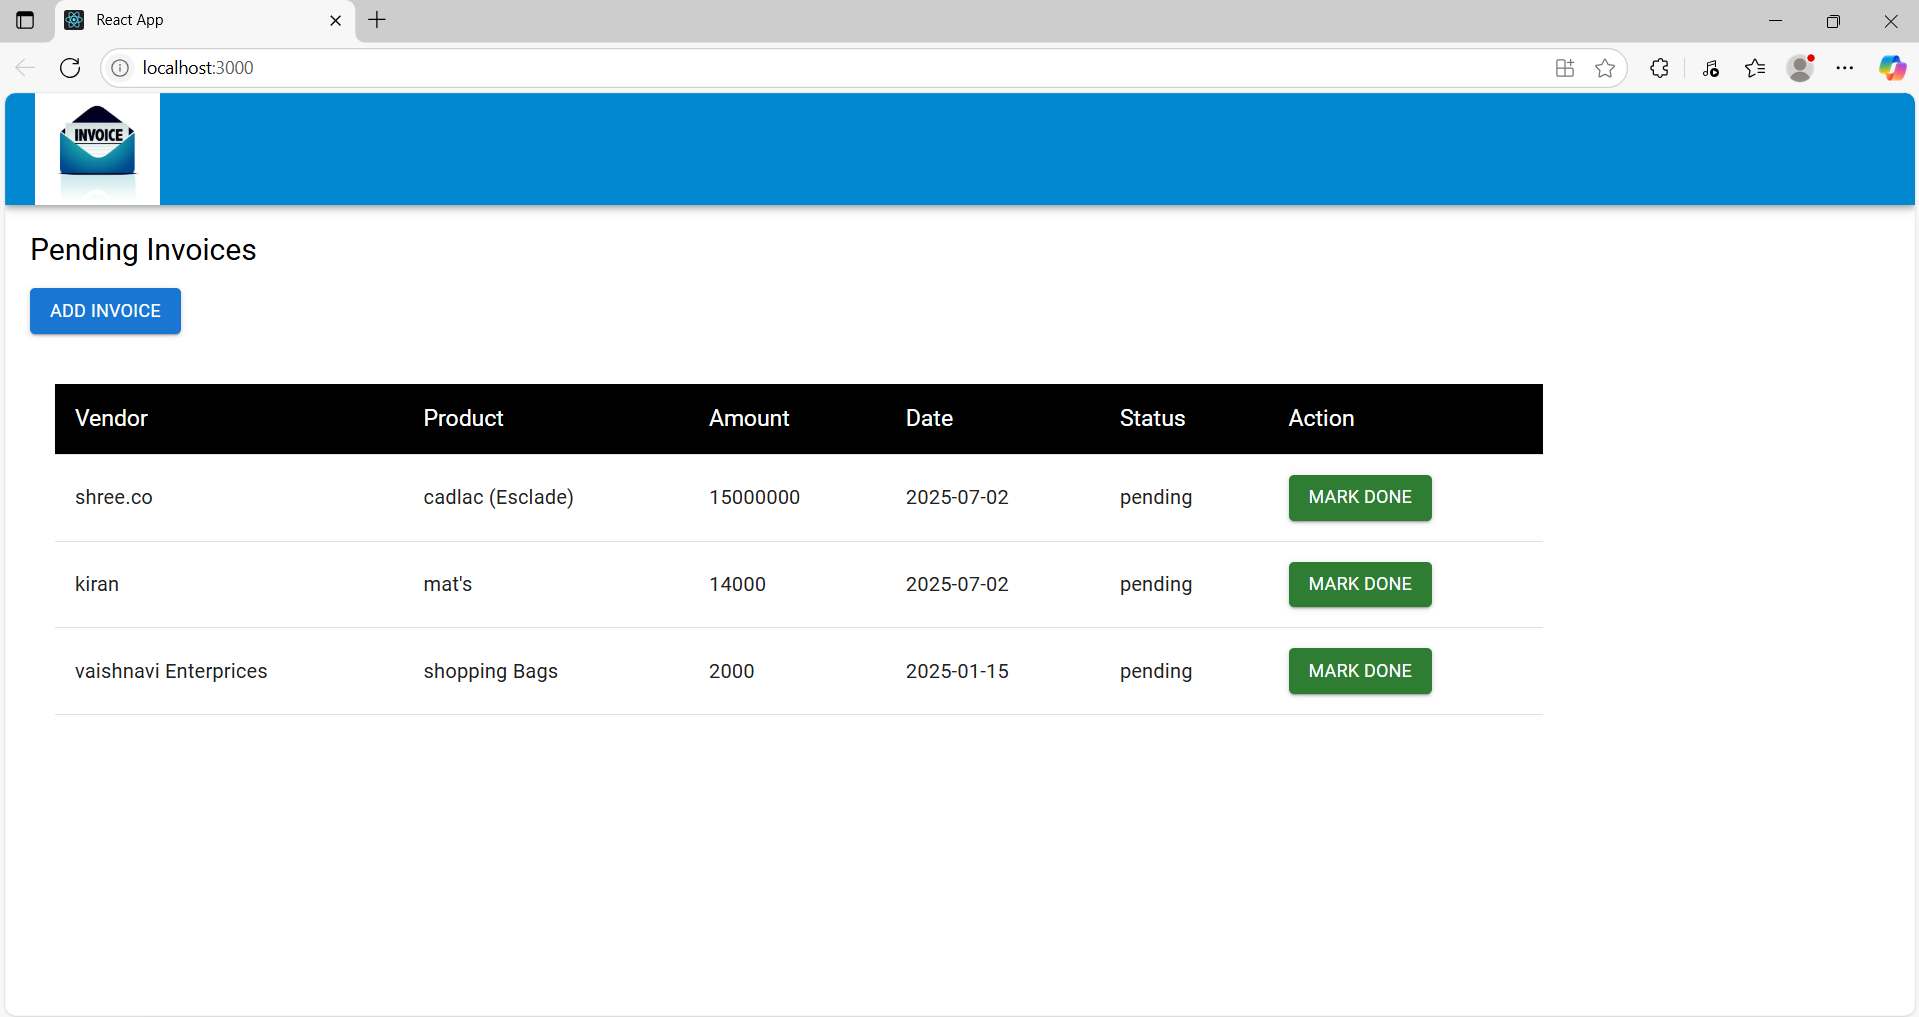 React App
localhost:3000
INVOICE
Pending Invoices
ADD INVOICE
Vendor Product Amount Date Status Action
shree.co cadlac (Esclade) 15000000 2025-07-02 pending MARK DONE
kiran mat's 14000 2025-07-02 pending MARK DONE
vaishnavi Enterprices shopping Bags 2000 2025-01-15 pending MARK DONE